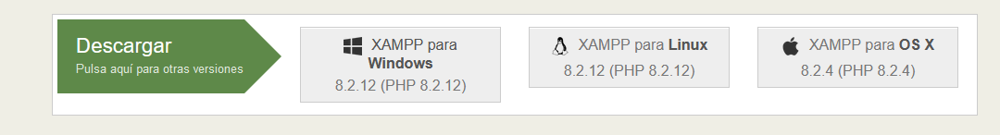 Descargar
Pulsa aquí para otras versiones
XAMPP para
Windows
8.2.12 (PHP 8.2.12)
XAMPP para Linux
8.2.12 (PHP 8.2.12)
XAMPP para OS X
8.2.4 (PHP 8.2.4)